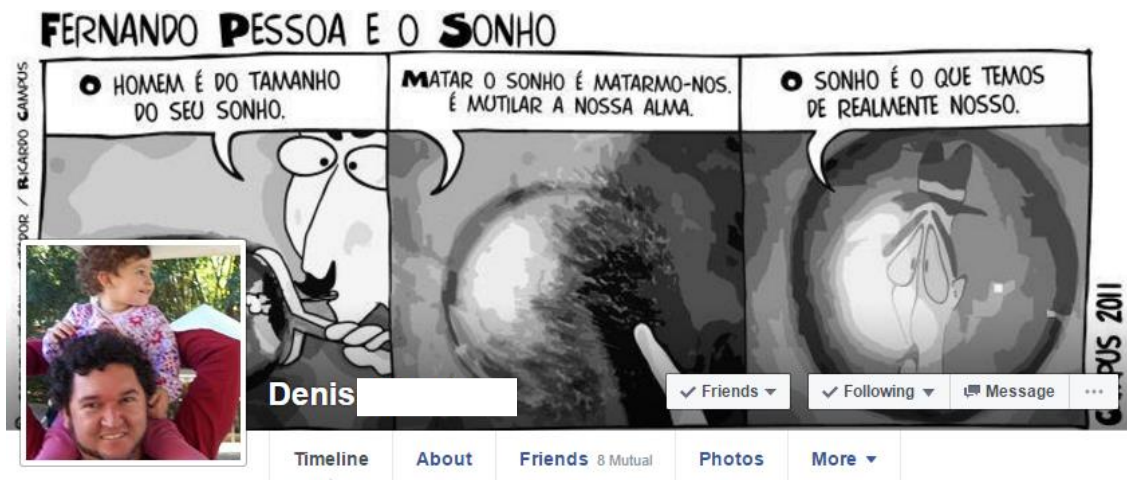 FERNANDO PESSOA E O SONHO
O HOMEM É DO TAMANHO
DO SEU SONHO.
MATAR O SONHO É MATARMO-NOS.
É MUTILAR A NOSSA ALMA.
O SONHO É O QUE TEMOS
DE REALMENTE NOSSO.
/ RICARDO CAMPUS
2011
Denis
Friends
Following
Message
Timeline
About
Friends 8 Mutual
Photos
More